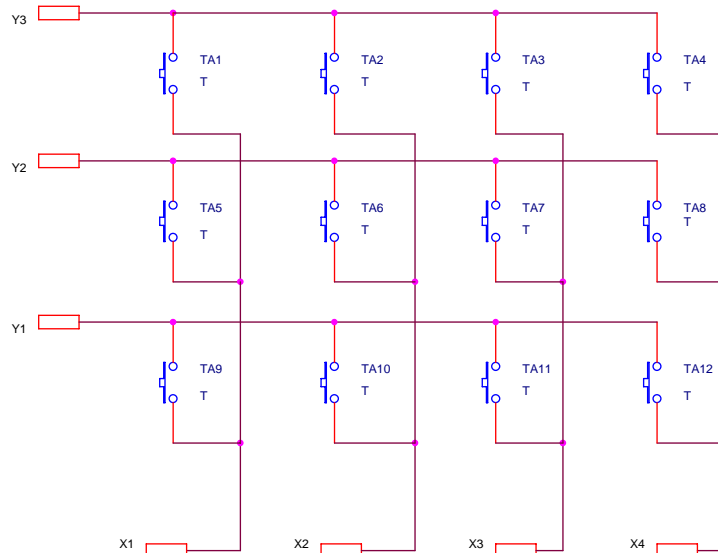 Y3
TA1 TA2 TA3 TA4
T T T T
Y2
TA5 TA6 TA7 TA8
T T T T
Y1
TA9 TA10 TA11 TA12
T T T T
X1 X2 X3 X4